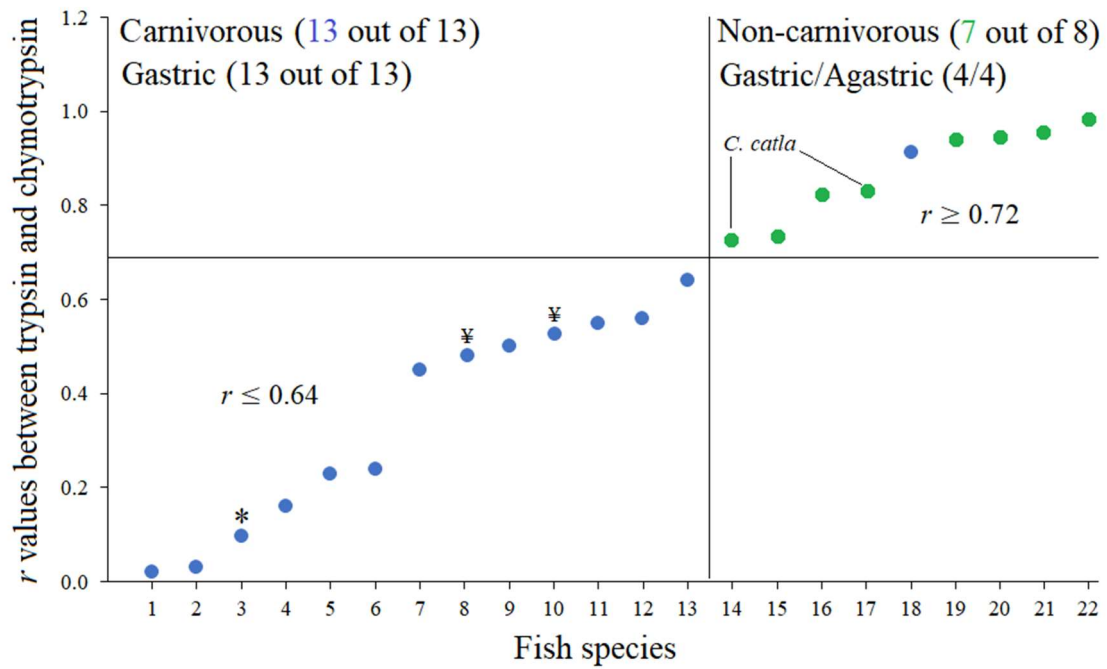 r values between trypsin and chymotrypsin
1.2
1.0
0.8
0.6
0.4
0.2
0.0
Carnivorous (13 out of 13)
Gastric (13 out of 13)
Non-carnivorous (7 out of 8)
Gastric/Agastric (4/4)
C. catla
r ≥ 0.72
¥
¥
r ≤ 0.64
*
1 2 3 4 5 6 7 8 9 10 11 12 13 14 15 16 17 18 19 20 21 22
Fish species